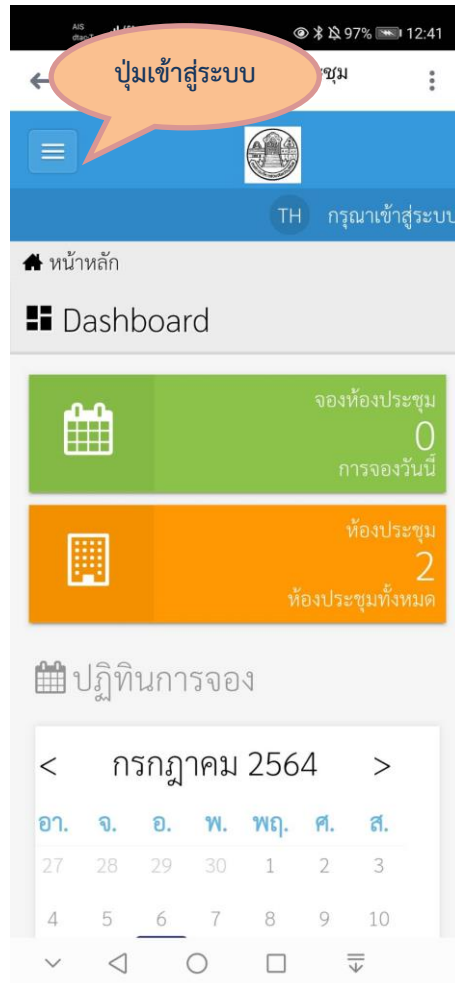 AIS
97% 12:41
ปุ่มเข้าสู่ระบบ
TH กรุณาเข้าสู่ระบบ
หน้าหลัก
Dashboard
จองห้องประชุม
0
การจองวันนี้
ห้องประชุม
2
ห้องประชุมทั้งหมด
ปฏิทินการจอง
< กรกฎาคม 2564 >
อา. จ. อ. พ. พฤ. ศ. ส.
27 28 29 30 1 2 3
4 5 6 7 8 9 10